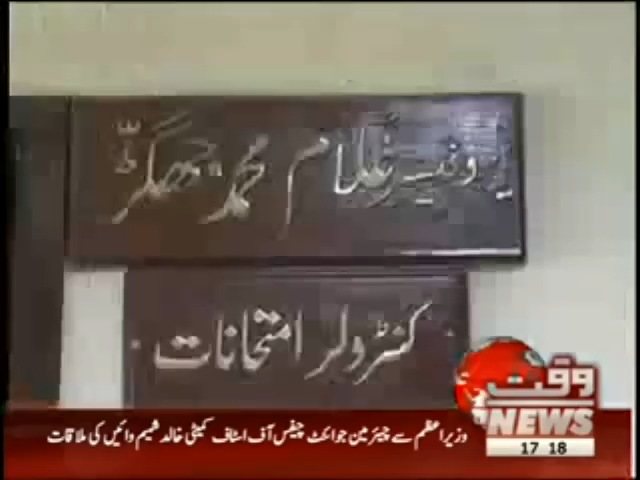 پروفیسر غلام محمد جھگڑ
کنٹرولر امتحانات
وقت
NEWS
17 18
وزیراعظم سے چیئرمین جوائنٹ چیفس آف اسٹاف کمیٹی خالد شمیم وائیں کی ملاقات